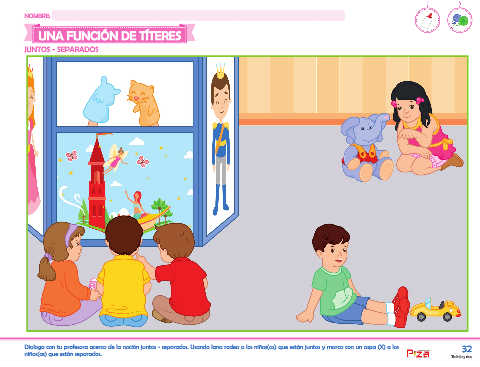 NOMBRE
UNA FUNCIÓN DE TÍTERES
JUNTOS - SEPARADOS
Dialoga con tu profesora acerca de la noción juntos - separados. Usando lana rodea a los niños(as) que están juntos y marca con un aspa (X) a los
niños(as) que están separados.
32